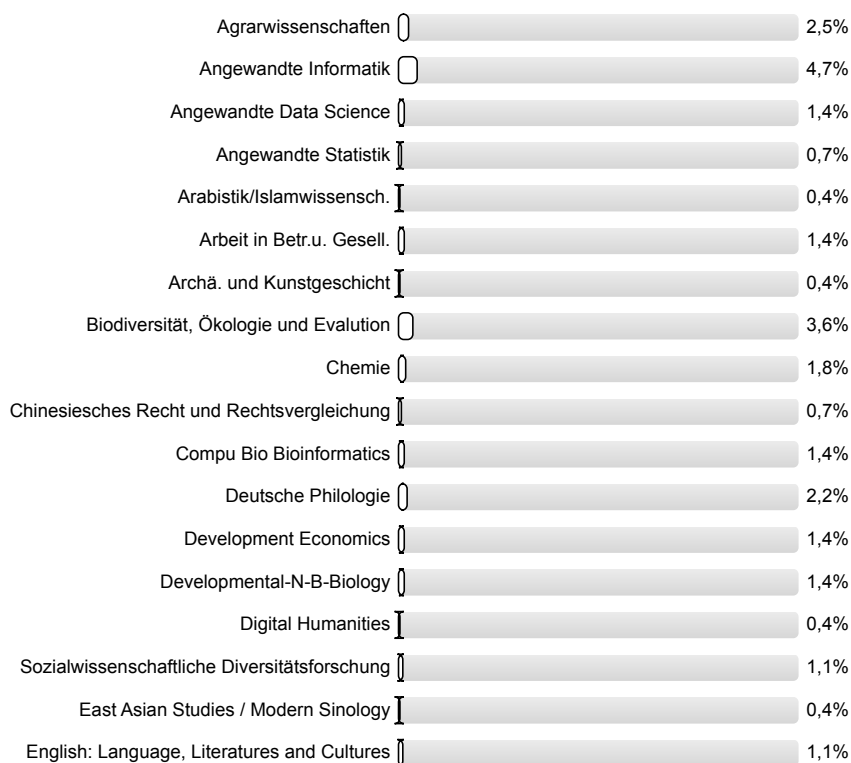 Agrarwissenschaften 2,5%
Angewandte Informatik 4,7%
Angewandte Data Science 1,4%
Angewandte Statistik 0,7%
Arabistik/Islamwissensch. 0,4%
Arbeit in Betr.u. Gesell. 1,4%
Archä. und Kunstgeschicht 0,4%
Biodiversität, Ökologie und Evalution 3,6%
Chemie 1,8%
Chinesiesches Recht und Rechtsvergleichung 0,7%
Compu Bio Bioinformatics 1,4%
Deutsche Philologie 2,2%
Development Economics 1,4%
Developmental-N-B-Biology 1,4%
Digital Humanities 0,4%
Sozialwissenschaftliche Diversitätsforschung 1,1%
East Asian Studies / Modern Sinology 0,4%
English: Language, Literatures and Cultures 1,1%